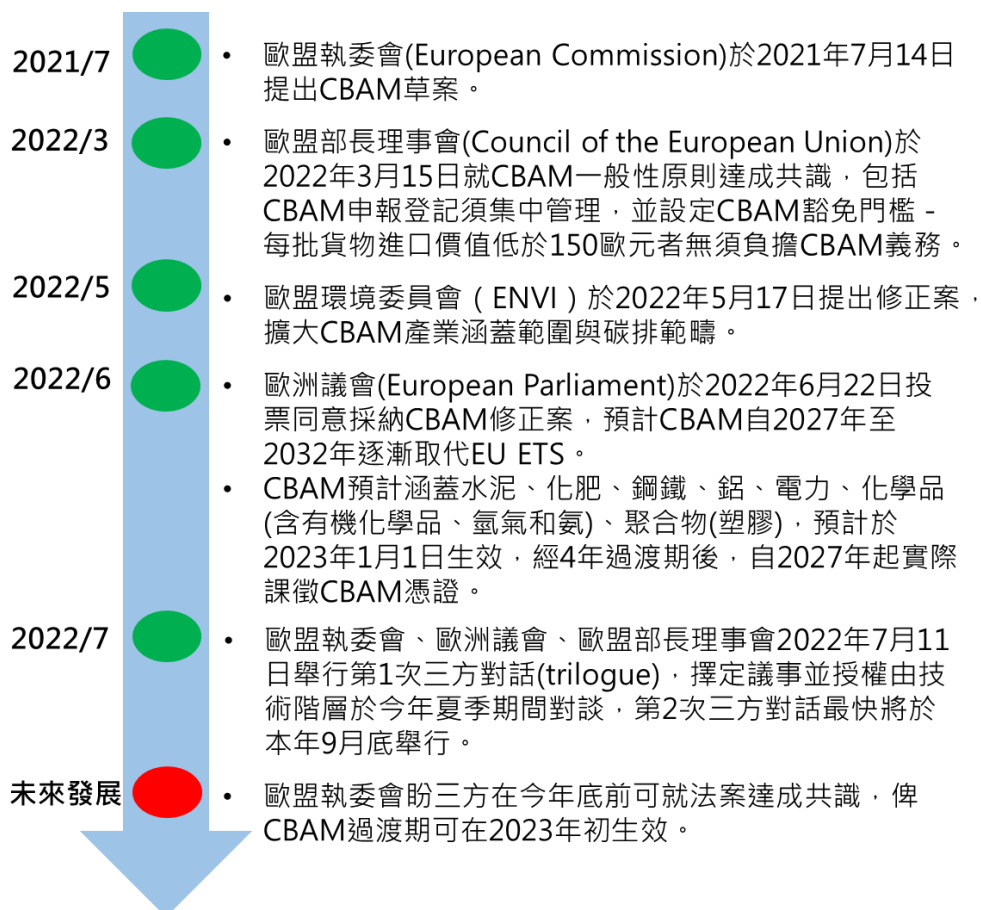 2021/7
• 歐盟執委會(European Commission)於2021年7月14日
提出CBAM草案。
2022/3
• 歐盟部長理事會(Council of the European Union)於
2022年3月15日就CBAM一般性原則達成共識，包括
CBAM申報登記須集中管理，並設定CBAM豁免門檻 -
每批貨物進口價值低於150歐元者無須負擔CBAM義務。
2022/5
• 歐盟環境委員會（ENVI）於2022年5月17日提出修正案，
擴大CBAM產業涵蓋範圍與碳排範疇。
2022/6
• 歐洲議會(European Parliament)於2022年6月22日投
票同意採納CBAM修正案，預計CBAM自2027年至
2032年逐漸取代EU ETS。
• CBAM預計涵蓋水泥、化肥、鋼鐵、鋁、電力、化學品
(含有機化學品、氫氣和氨)、聚合物(塑膠)，預計於
2023年1月1日生效，經4年過渡期後，自2027年起實際
課徵CBAM憑證。
2022/7
• 歐盟執委會、歐洲議會、歐盟部長理事會2022年7月11
日舉行第1次三方對話(trilogue)，擇定議事並授權由技
術階層於今年夏季期間對談，第2次三方對話最快將於
本年9月底舉行。
未來發展
• 歐盟執委會盼三方在今年底前可就法案達成共識，俾
CBAM過渡期可在2023年初生效。